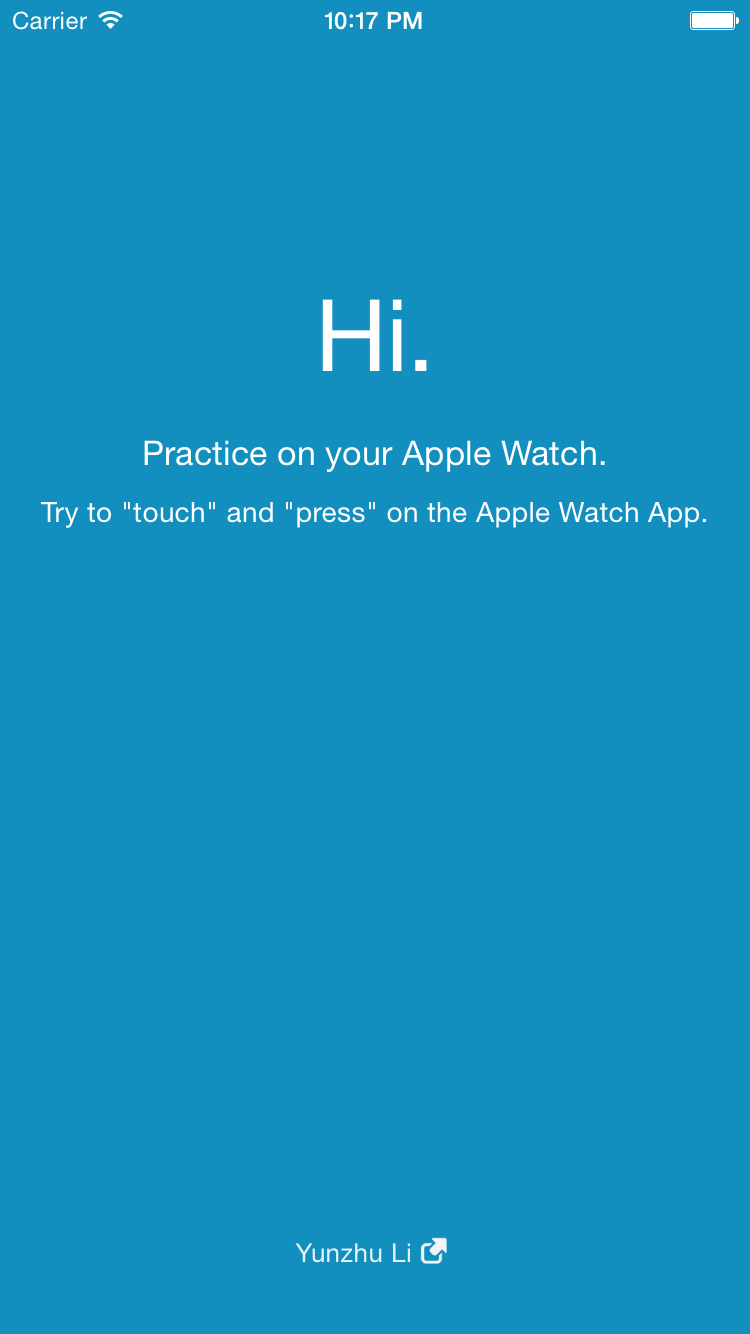 Carrier 10:17 PM
Hi.
Practice on your Apple Watch.
Try to "touch" and "press" on the Apple Watch App.
Yunzhu Li